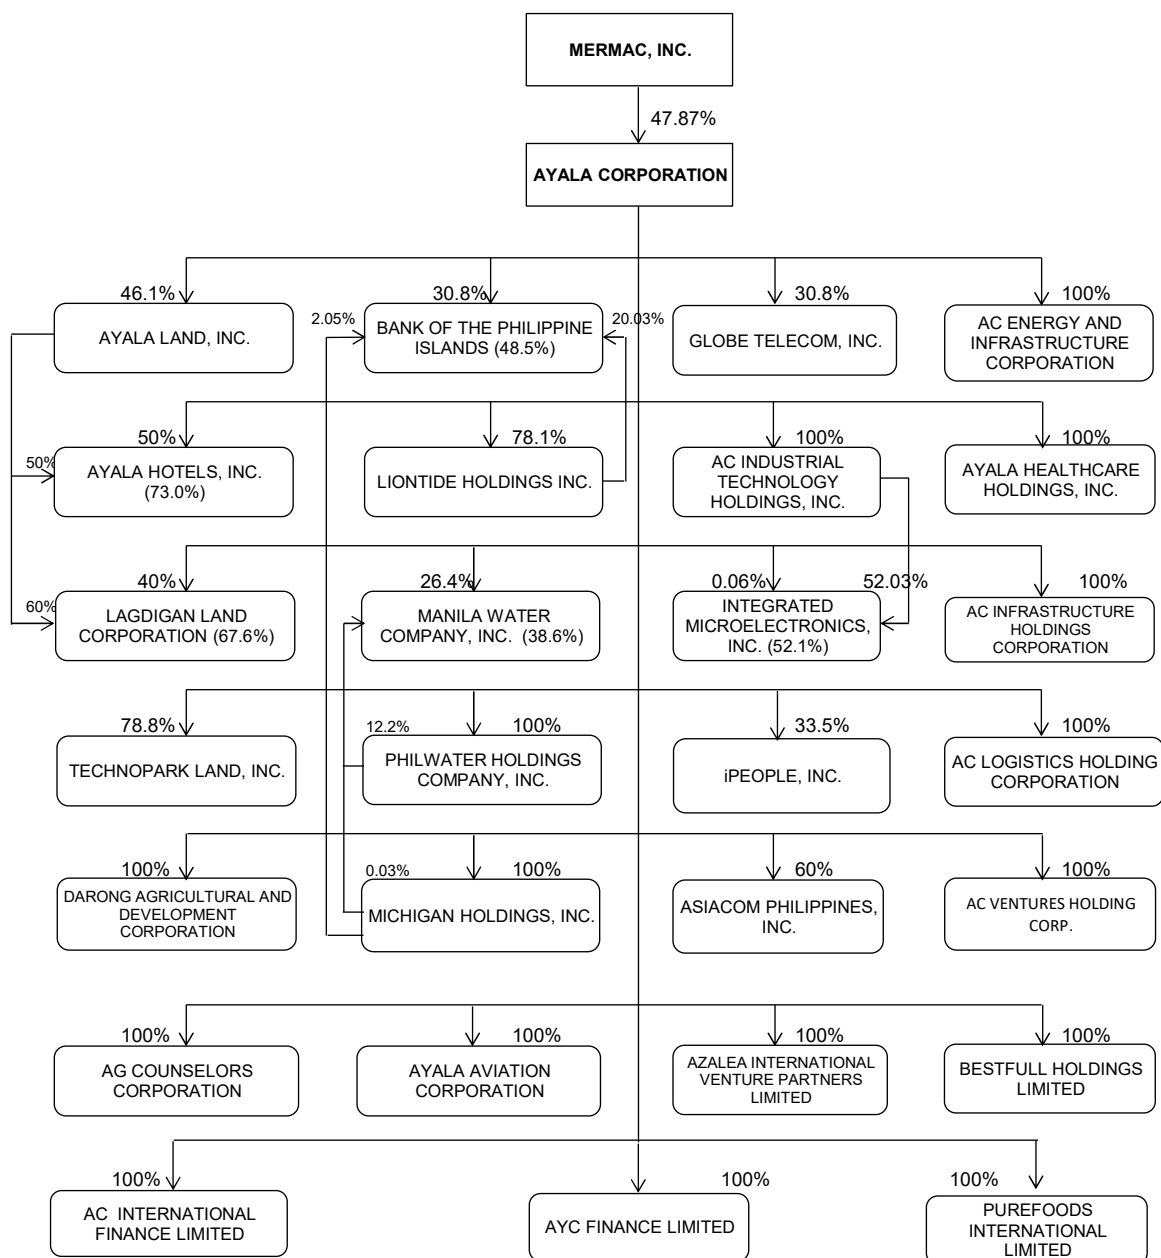 MERMAC, INC.
47.87%
AYALA CORPORATION
46.1%
30.8%
30.8%
100%
2.05%
20.03%
AYALA LAND, INC.
BANK OF THE PHILIPPINE
ISLANDS (48.5%)
GLOBE TELECOM, INC.
AC ENERGY AND
INFRASTRUCTURE
CORPORATION
50%
78.1%
100%
100%
50%
AYALA HOTELS, INC.
(73.0%)
LIONTIDE HOLDINGS INC.
AC INDUSTRIAL
TECHNOLOGY
HOLDINGS, INC.
AYALA HEALTHCARE
HOLDINGS, INC.
40%
26.4%
0.06%
52.03%
100%
60%
LAGDIGAN LAND
CORPORATION (67.6%)
MANILA WATER
COMPANY, INC. (38.6%)
INTEGRATED
MICROELECTRONICS,
INC. (52.1%)
AC INFRASTRUCTURE
HOLDINGS
CORPORATION
78.8%
12.2%
100%
33.5%
100%
TECHNOPARK LAND, INC.
PHILWATER HOLDINGS
COMPANY, INC.
iPEOPLE, INC.
AC LOGISTICS HOLDING
CORPORATION
100%
0.03%
100%
60%
100%
DARONG AGRICULTURAL AND
DEVELOPMENT
CORPORATION
MICHIGAN HOLDINGS, INC.
ASIACOM PHILIPPINES,
INC.
AC VENTURES HOLDING
CORP.
100%
100%
100%
100%
AG COUNSELORS
CORPORATION
AYALA AVIATION
CORPORATION
AZALEA INTERNATIONAL
VENTURE PARTNERS
LIMITED
BESTFULL HOLDINGS
LIMITED
100%
100%
100%
AC INTERNATIONAL
FINANCE LIMITED
AYC FINANCE LIMITED
PUREFOODS
INTERNATIONAL
LIMITED